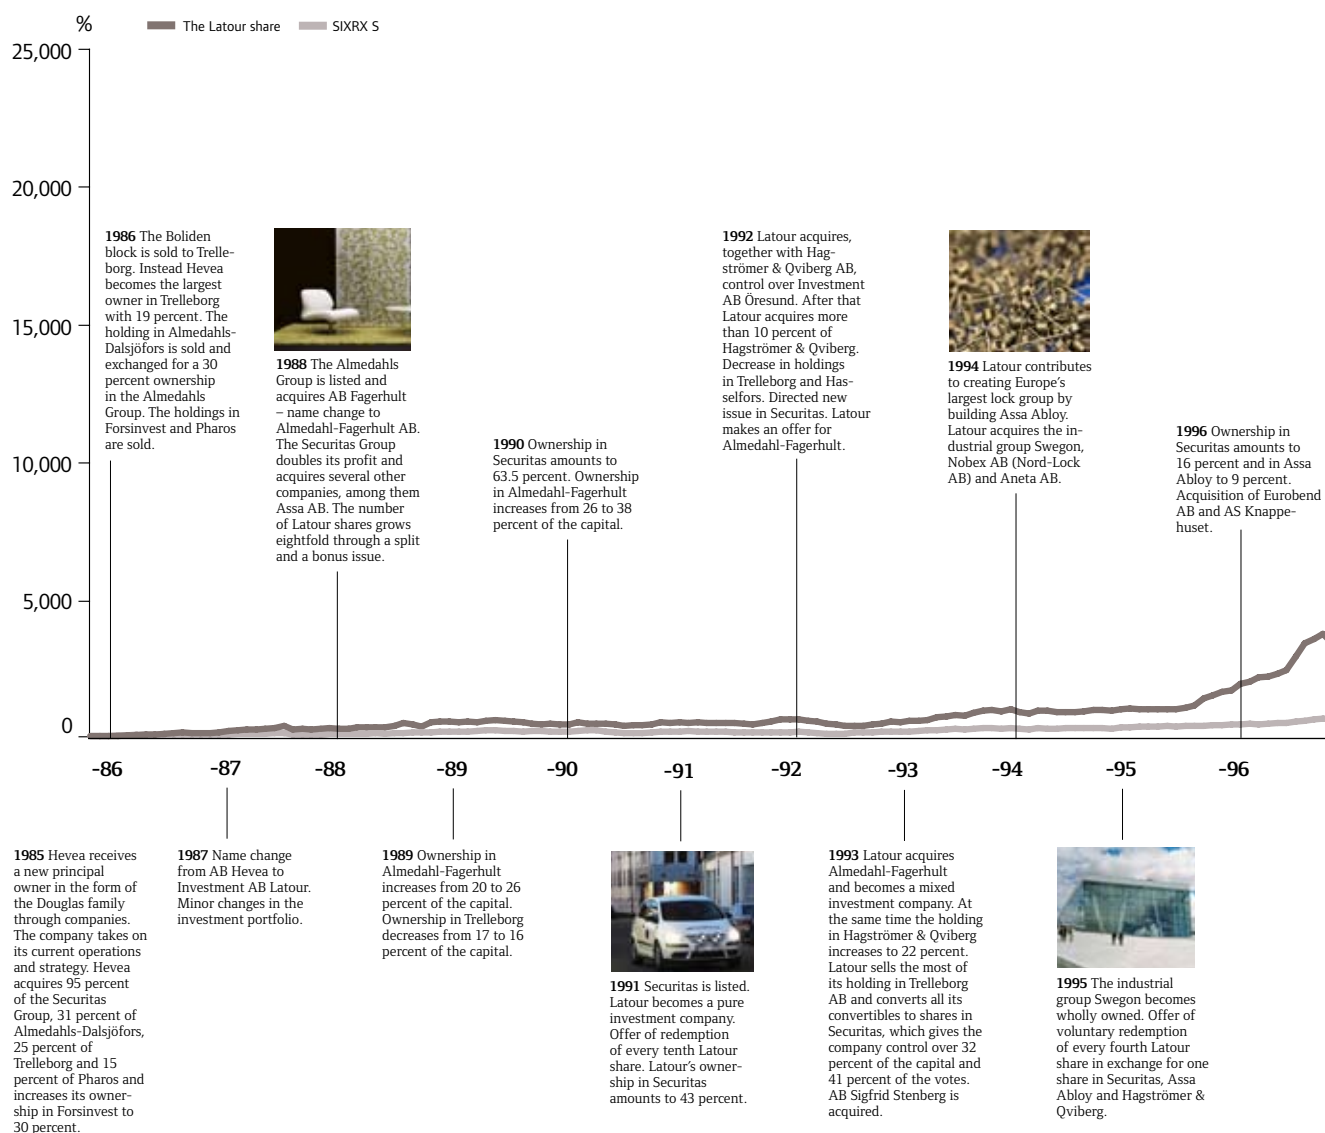 %
The Latour share
SIXRX S
25,000
20,000
15,000
10,000
5,000
0
1986 The Boliden
block is sold to Trelle-
borg. Instead Hevea
becomes the largest
owner in Trelleborg
with 19 percent. The
holding in Almedahls-
Dalsjöfors is sold and
exchanged for a 30
percent ownership
in the Almedahls
Group. The holdings in
Forsinvest and Pharos
are sold.
1988 The Almedahls
Group is listed and
acquires AB Fagerhult
– name change to
Almedahl-Fagerhult AB.
The Securitas Group
doubles its profit and
acquires several other
companies, among them
Assa AB. The number
of Latour shares grows
eightfold through a split
and a bonus issue.
1990 Ownership in
Securitas amounts to
63.5 percent. Ownership
in Almedahl-Fagerhult
increases from 26 to 38
percent of the capital.
1992 Latour acquires,
together with Hag-
strömer & Qviberg AB,
control over Investment
AB Öresund. After that
Latour acquires more
than 10 percent of
Hagströmer & Qviberg.
Decrease in holdings
in Trelleborg and Has-
selfors. Directed new
issue in Securitas. Latour
makes an offer for
Almedahl-Fagerhult.
1994 Latour contributes
to creating Europe's
largest lock group by
building Assa Abloy.
Latour acquires the in-
dustrial group Swegon,
Nobex AB (Nord-Lock
AB) and Aneta AB.
1996 Ownership in
Securitas amounts to
16 percent and in Assa
Abloy to 9 percent.
Acquisition of Eurobend
AB and AS Knappe-
huset.
-86
-87
-88
-89
-90
-91
-92
-93
-94
-95
-96
1985 Hevea receives
a new principal
owner in the form of
the Douglas family
through companies.
The company takes on
its current operations
and strategy. Hevea
acquires 95 percent
of the Securitas
Group, 31 percent of
Almedahls-Dalsjöfors,
25 percent of
Trelleborg and 15
percent of Pharos and
increases its owner-
ship in Forsinvest to
30 percent.
1987 Name change
from AB Hevea to
Investment AB Latour.
Minor changes in the
investment portfolio.
1989 Ownership in
Almedahl-Fagerhult
increases from 20 to 26
percent of the capital.
Ownership in Trelleborg
decreases from 17 to 16
percent of the capital.
1991 Securitas is listed.
Latour becomes a pure
investment company.
Offer of redemption
of every tenth Latour
share. Latour's owner-
ship in Securitas
amounts to 43 percent.
1993 Latour acquires
Almedahl-Fagerhult
and becomes a mixed
investment company. At
the same time the holding
in Hagströmer & Qviberg
increases to 22 percent.
Latour sells the most of
its holding in Trelleborg
AB and converts all its
convertibles to shares in
Securitas, which gives the
company control over 32
percent of the capital and
41 percent of the votes.
AB Sigfrid Stenberg is
acquired.
1995 The industrial
group Swegon becomes
wholly owned. Offer of
voluntary redemption
of every fourth Latour
share in exchange for one
share in Securitas, Assa
Abloy and Hagströmer &
Qviberg.